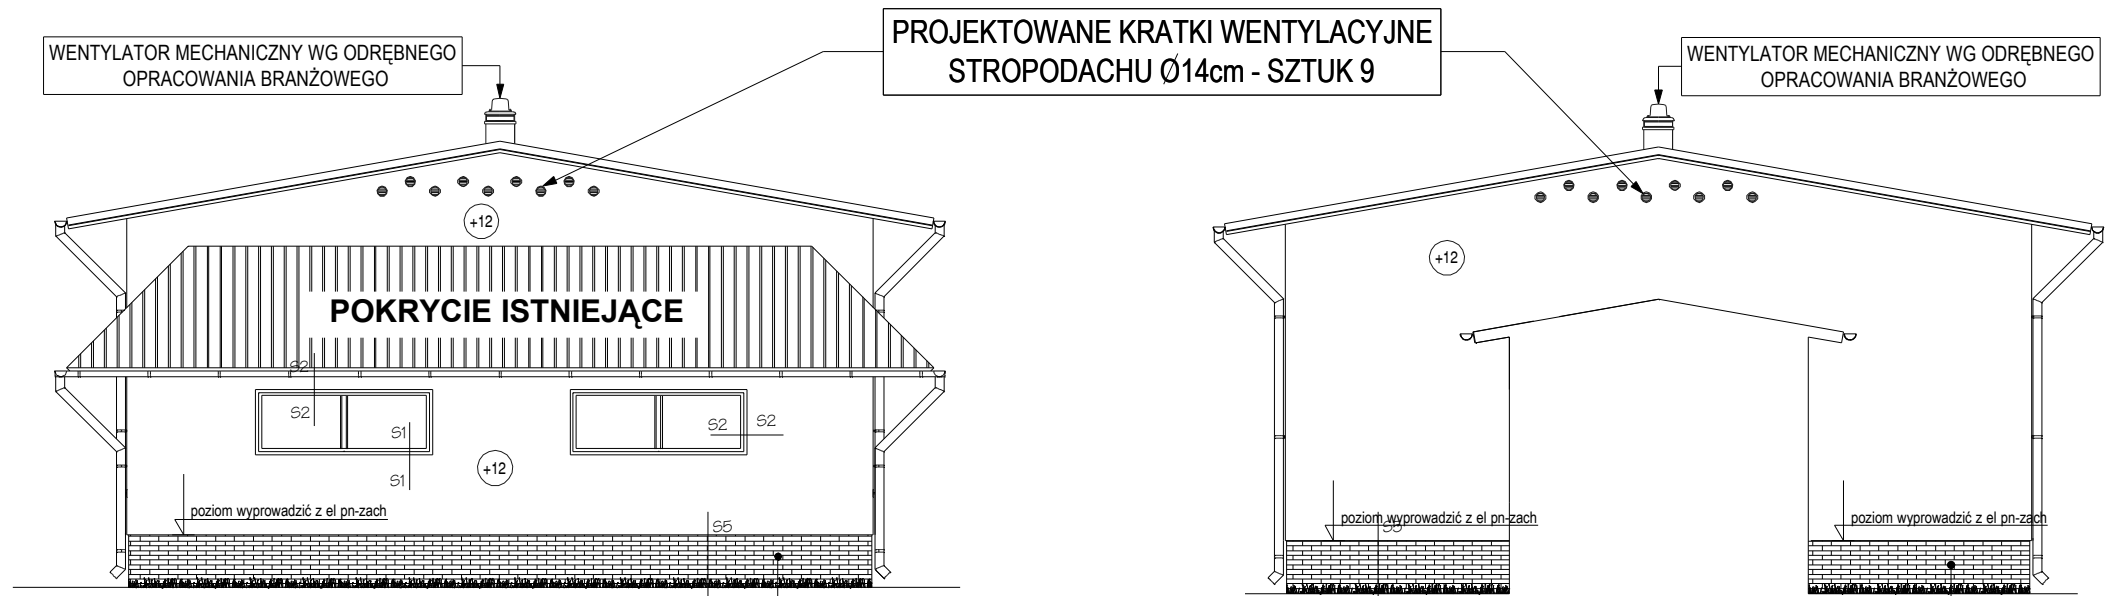 PROJEKTOWANE KRATKI WENTYLACYJNE
STROPODACHU Ø14cm - SZTUK 9
WENTYLATOR MECHANICZNY WG ODRĘBNEGO
OPRACOWANIA BRANŻOWEGO
WENTYLATOR MECHANICZNY WG ODRĘBNEGO
OPRACOWANIA BRANŻOWEGO
+12
+12
POKRYCIE ISTNIEJĄCE
S2
S2
S1
S1
S2 S2
+12
poziom wyprowadzić z el pn-zach
S5
poziom wyprowadzić z el pn-zach
S5
poziom wyprowadzić z el pn-zach